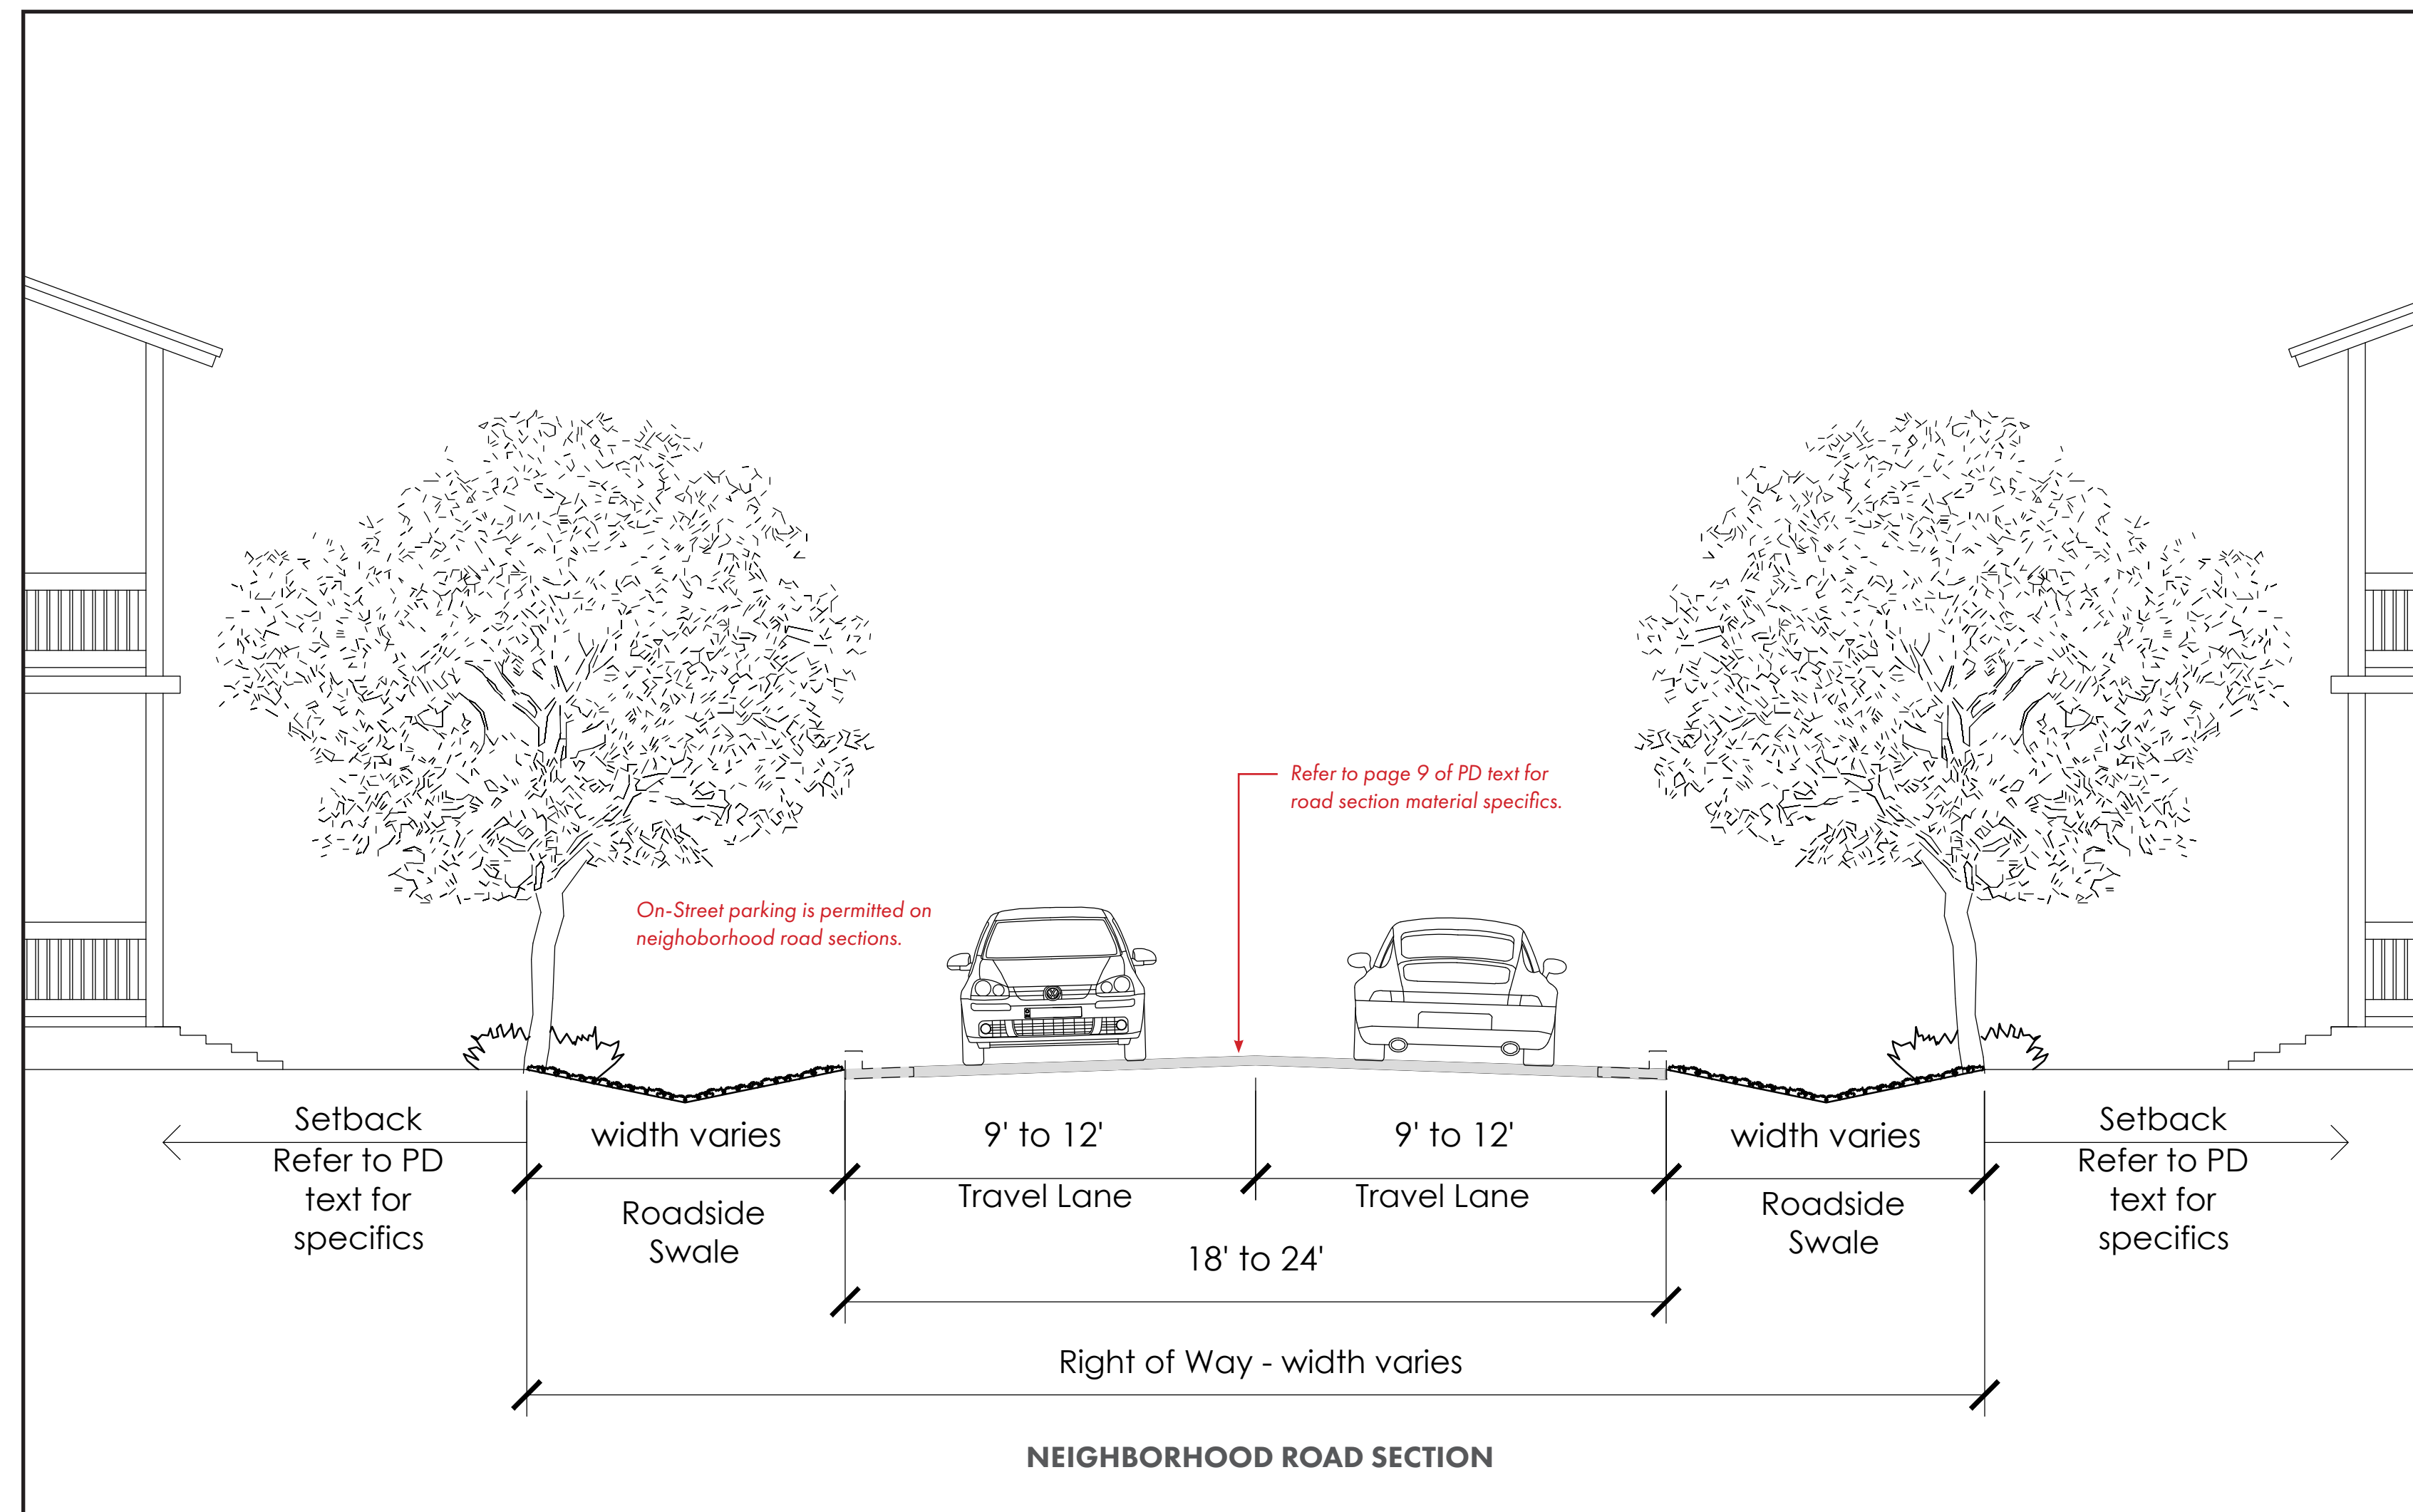 Refer to page 9 of PD text for
road section material specifics.
On-Street parking is permitted on
neighoborhood road sections.
Setback
Refer to PD
text for
specifics
width varies
Roadside
Swale
9' to 12'
Travel Lane
9' to 12'
Travel Lane
width varies
Roadside
Swale
Setback
Refer to PD
text for
specifics
18' to 24'
Right of Way - width varies
NEIGHBORHOOD ROAD SECTION